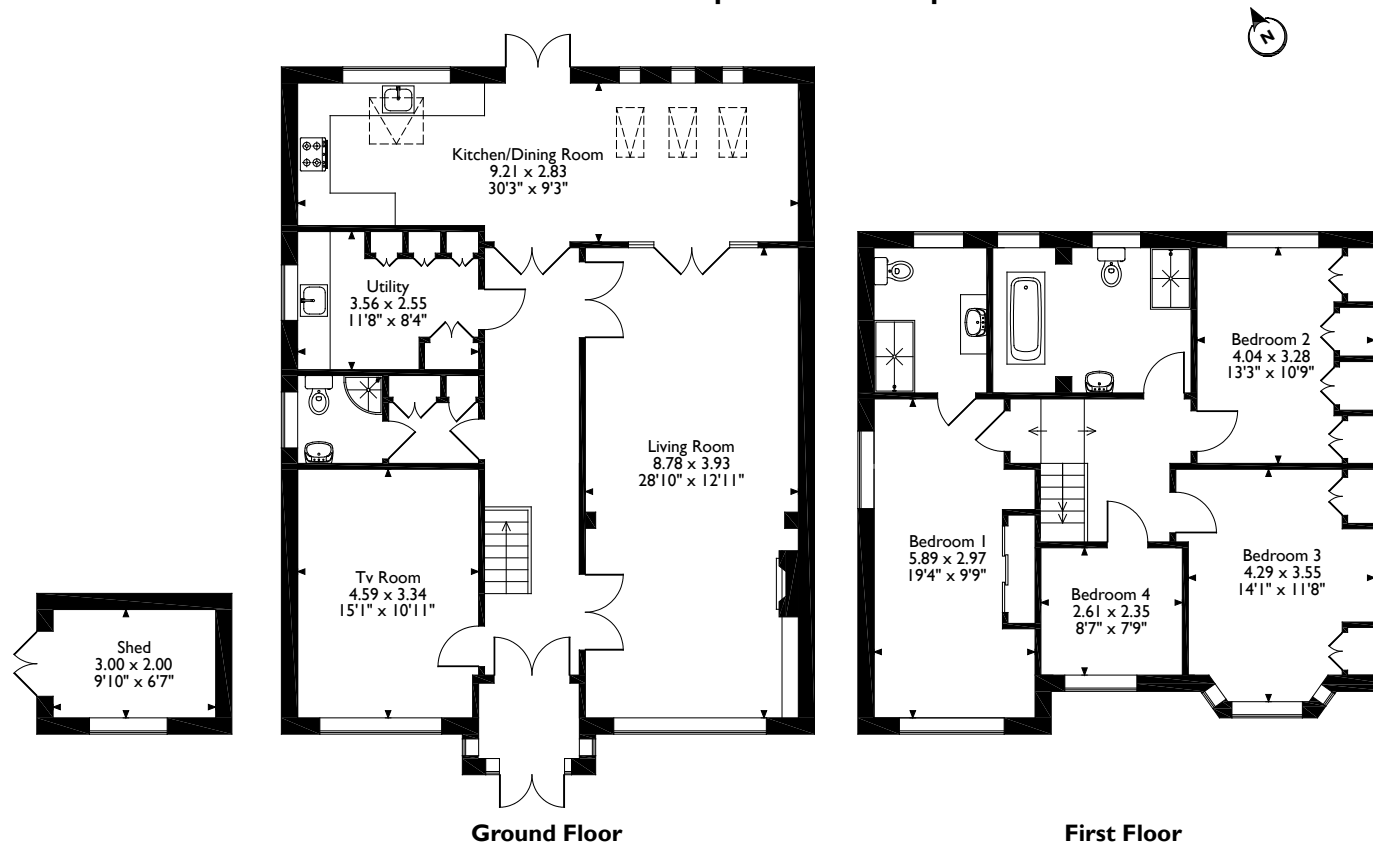 N
Kitchen/Dining Room
9.21 x 2.83
30'3" x 9'3"
Utility
3.56 x 2.55
11'8" x 8'4"
Living Room
8.78 x 3.93
28'10" x 12'11"
Tv Room
4.59 x 3.34
15'1" x 10'11"
Shed
3.00 x 2.00
9'10" x 6'7"
Bedroom 2
4.04 x 3.28
13'3" x 10'9"
Bedroom 1
5.89 x 2.97
19'4" x 9'9"
Bedroom 3
4.29 x 3.55
14'1" x 11'8"
Bedroom 4
2.61 x 2.35
8'7" x 7'9"
Ground Floor
First Floor